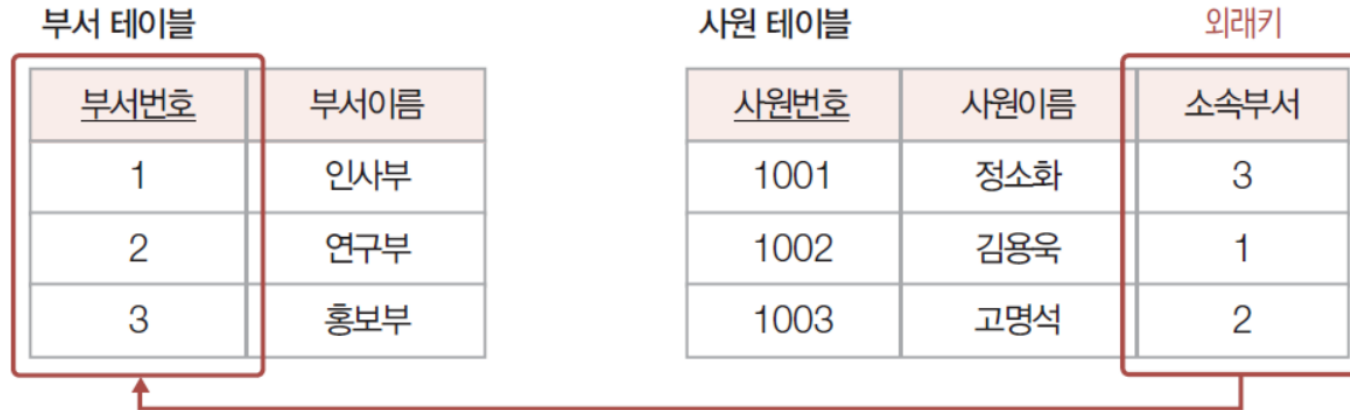 부서 테이블
부서번호 부서이름
1 인사부
2 연구부
3 홍보부
사원 테이블
외래키
사원번호 사원이름 소속부서
1001 정소화 3
1002 김용욱 1
1003 고명석 2